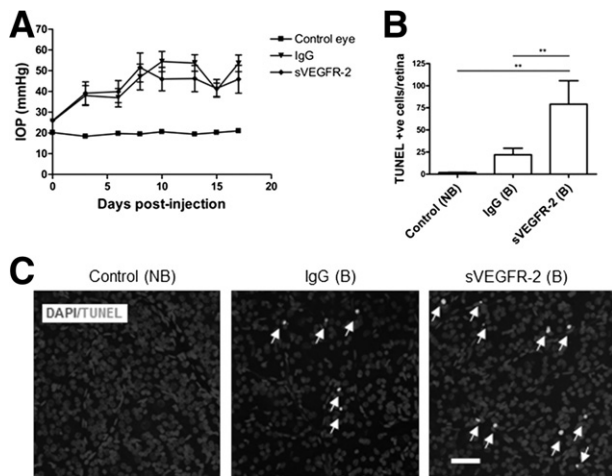 A
IOP (mmHg)
60
50
40
30
20
10
0
0
5
10
15
20
Days post-injection
Control eye
IgG
sVEGFR-2
B
TUNEL +ve cells/retina
125
100
75
50
25
0
**
**
Control (NB)
IgG (B)
sVEGFR-2 (B)
C
Control (NB)
IgG (B)
sVEGFR-2 (B)
DAPI/TUNEL